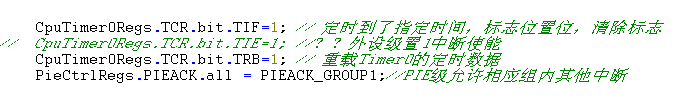 CpuTimer0Regs.TCR.bit.TIF=1; // 定时到了指定时间，标志位置位，清除标志
// CpuTimer0Regs.TCR.bit.TIE=1; //? ? 外设级置1中断使能
CpuTimer0Regs.TCR.bit.TRB=1; // 重载Timer0的定时数据
PieCtrlRegs.PIEACK.all = PIEACK_GROUP1;//PIE级允许相应组内其他中断